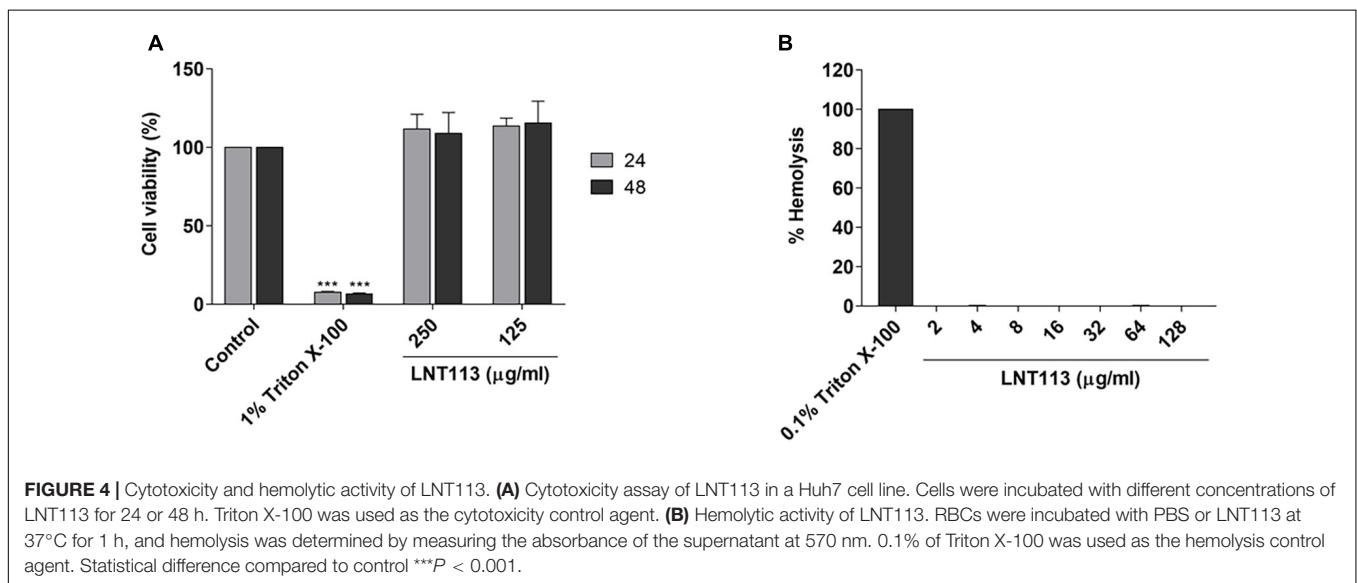 A
150
100
50
0
Cell viability (%)
*** ***
Control
1% Triton X-100
250
125
LNT113 (μg/ml)
24
48
B
120
100
80
60
40
20
0
% Hemolysis
0.1% Triton X-100
2
4
8
16
32
64
128
LNT113 (μg/ml)
FIGURE 4 | Cytotoxicity and hemolytic activity of LNT113. (A) Cytotoxicity assay of LNT113 in a Huh7 cell line. Cells were incubated with different concentrations of
LNT113 for 24 or 48 h. Triton X-100 was used as the cytotoxicity control agent. (B) Hemolytic activity of LNT113. RBCs were incubated with PBS or LNT113 at
37°C for 1 h, and hemolysis was determined by measuring the absorbance of the supernatant at 570 nm. 0.1% of Triton X-100 was used as the hemolysis control
agent. Statistical difference compared to control ***P < 0.001.